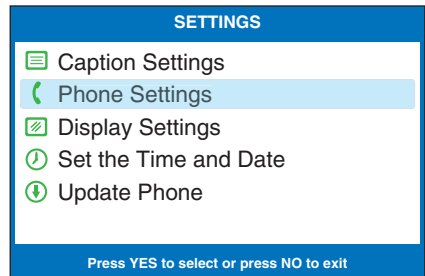 SETTINGS
Caption Settings
Phone Settings
Display Settings
Set the Time and Date
Update Phone
Press YES to select or press NO to exit